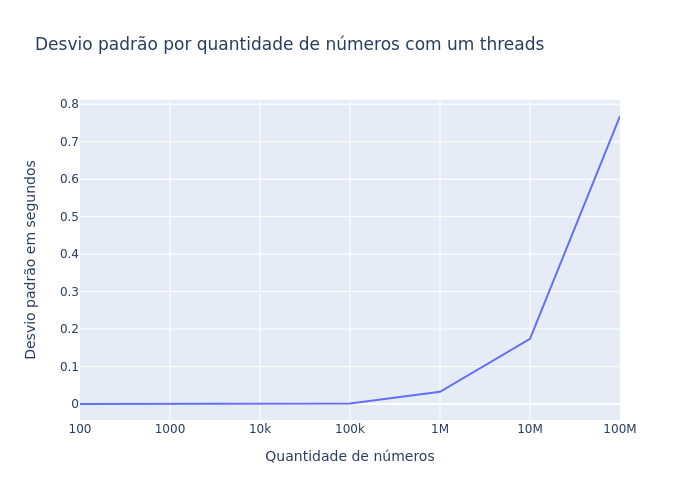 Desvio padrão por quantidade de números com um threads
0.8
0.7
0.6
0.5
0.4
0.3
0.2
0.1
0
Desvio padrão em segundos
100 1000 10k 100k 1M 10M 100M
Quantidade de números